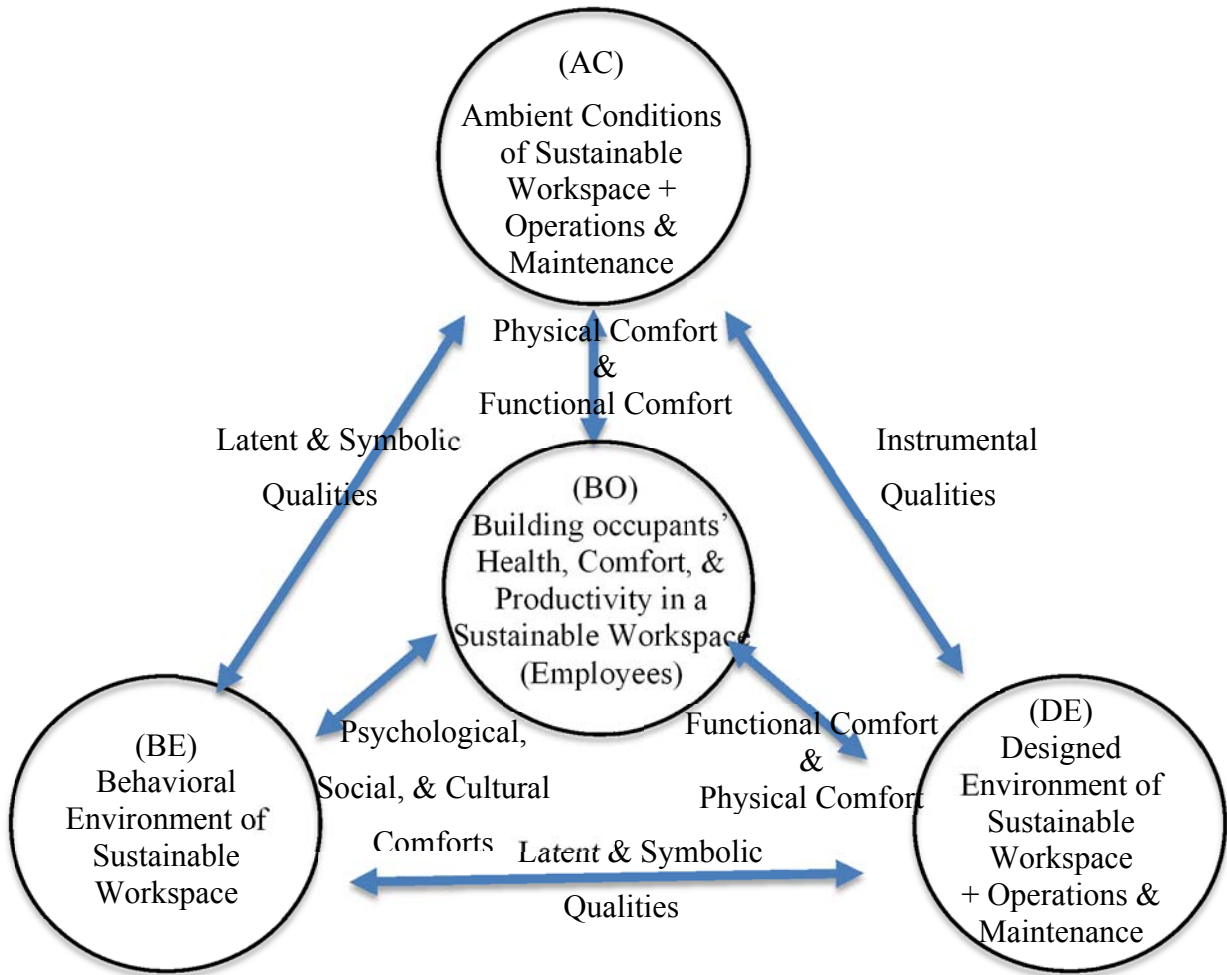 (AC)
Ambient Conditions
of Sustainable
Workspace +
Operations &
Maintenance
Physical Comfort
&
Functional Comfort
Latent & Symbolic
Qualities
Instrumental
Qualities
(BO)
Building occupants’
Health, Comfort, &
Productivity in a
Sustainable Workspace
(Employees)
(BE)
Behavioral
Environment of
Sustainable
Workspace
Psychological,
Social, & Cultural
Comforts
Functional Comfort
&
Physical Comfort
(DE)
Designed
Environment of
Sustainable
Workspace
+ Operations &
Maintenance
Latent & Symbolic
Qualities